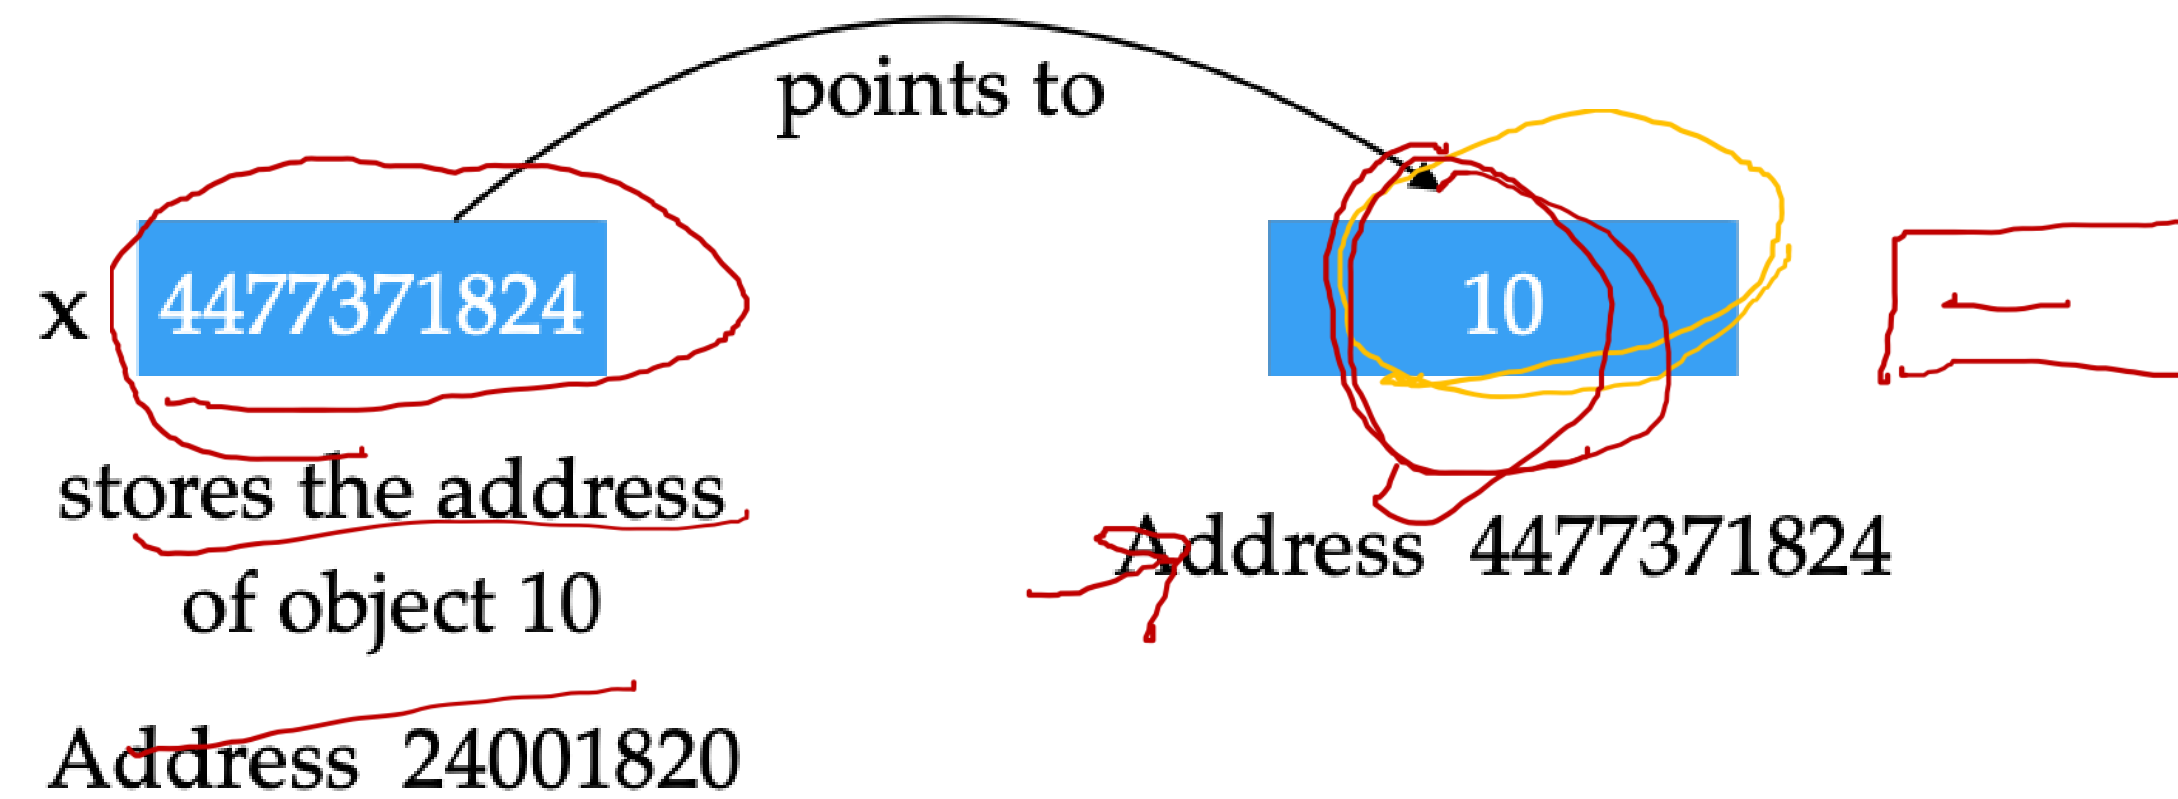 points to
x 4477371824
10
stores the address
of object 10
Address 4477371824
Address 24001820